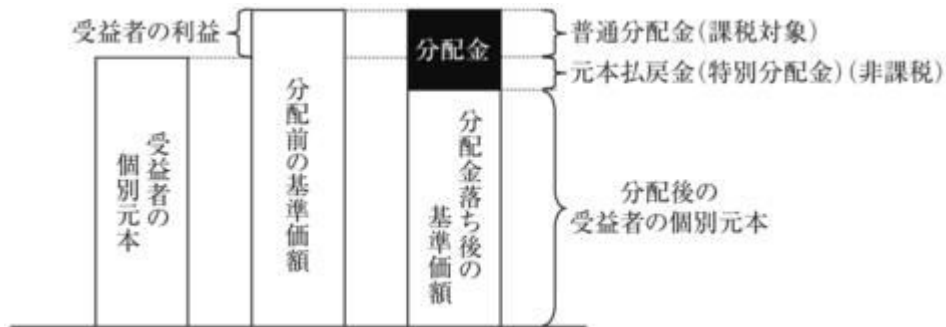 受益者の利益
受益者の
個別元本
分配前の基準価額
分配金
分配金落ち後の
基準価額
普通分配金(課税対象)
元本払戻金(特別分配金)(非課税)
分配後の
受益者の個別元本